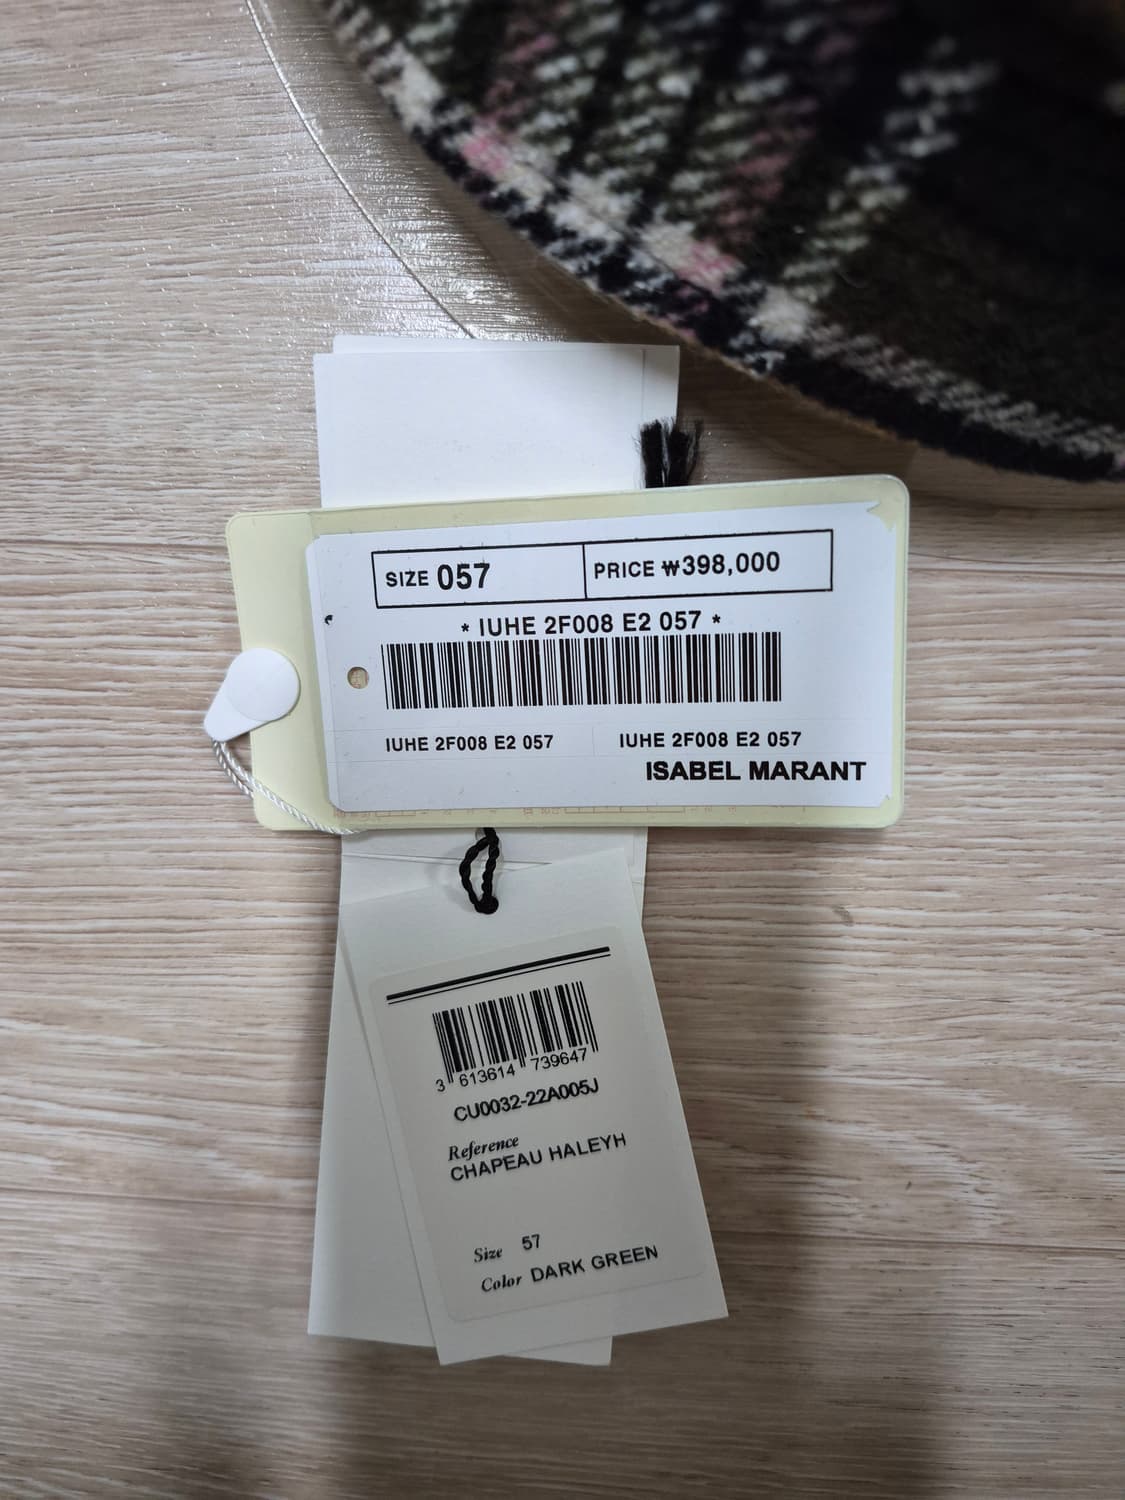 SIZE 057
PRICE ₩398,000
* IUHE 2F008 E2 057 *
IUHE 2F008 E2 057
IUHE 2F008 E2 057
ISABEL MARANT
3 613614 739647
CU0032-22A005J
Reference
CHAPEAU HALEYH
Size 57
Color DARK GREEN